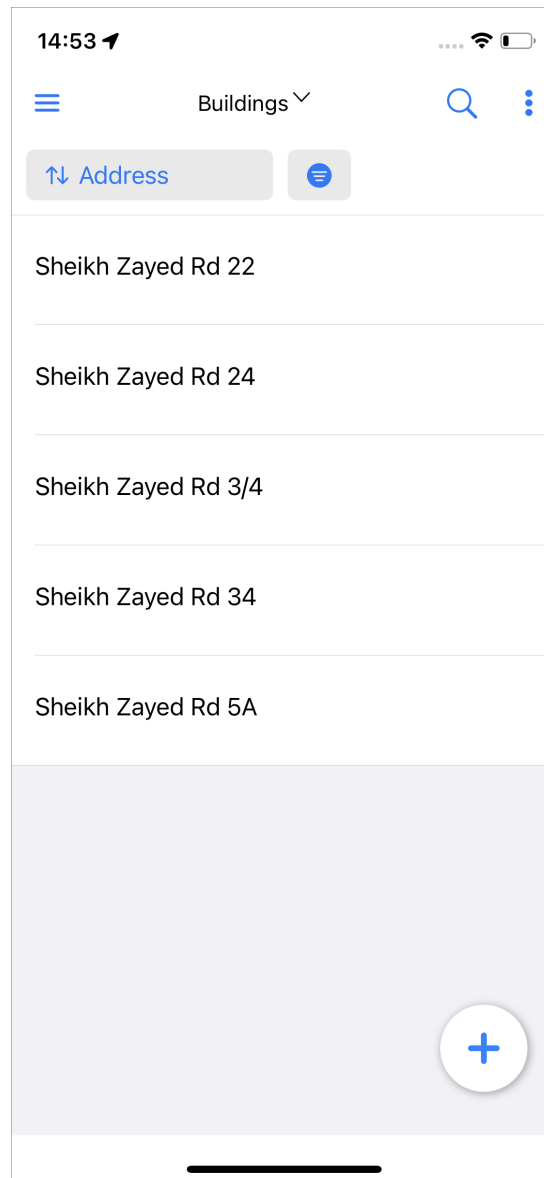 14:53
Buildings
Address
Sheikh Zayed Rd 22
Sheikh Zayed Rd 24
Sheikh Zayed Rd 3/4
Sheikh Zayed Rd 34
Sheikh Zayed Rd 5A